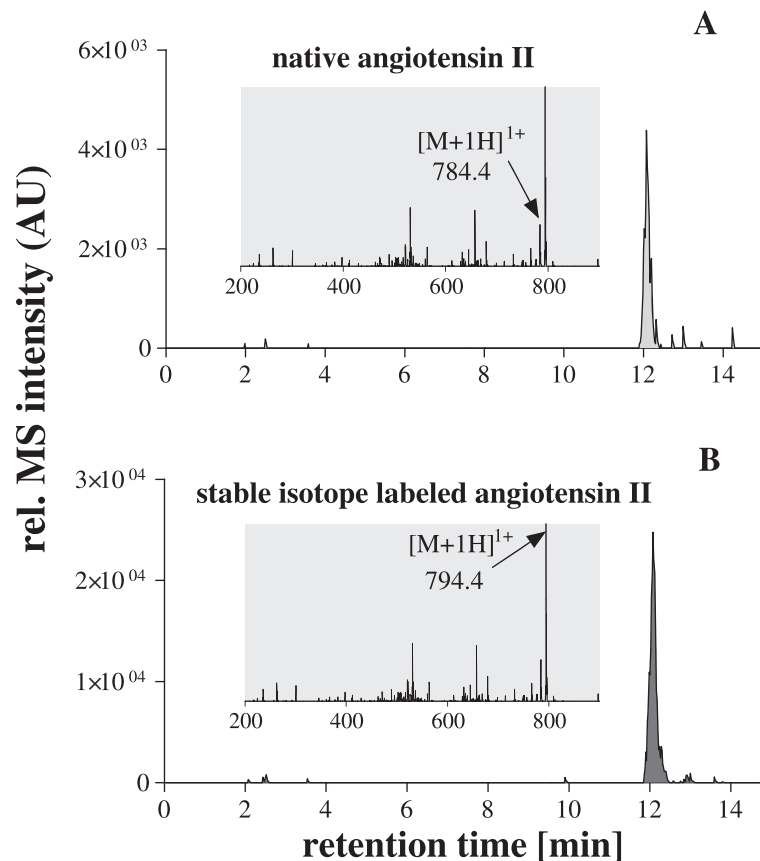 A
6×10 03
native angiotensin II
[M+1H]1+
784.4
4×10 03
2×10 03
200 400 600 800
0
0 2 4 6 8 10 12 14
rel. MS intensity (AU)
B
3×10 04
stable isotope labeled angiotensin II
[M+1H]1+
794.4
2×10 04
1×10 04
200 400 600 800
0
0 2 4 6 8 10 12 14
retention time [min]